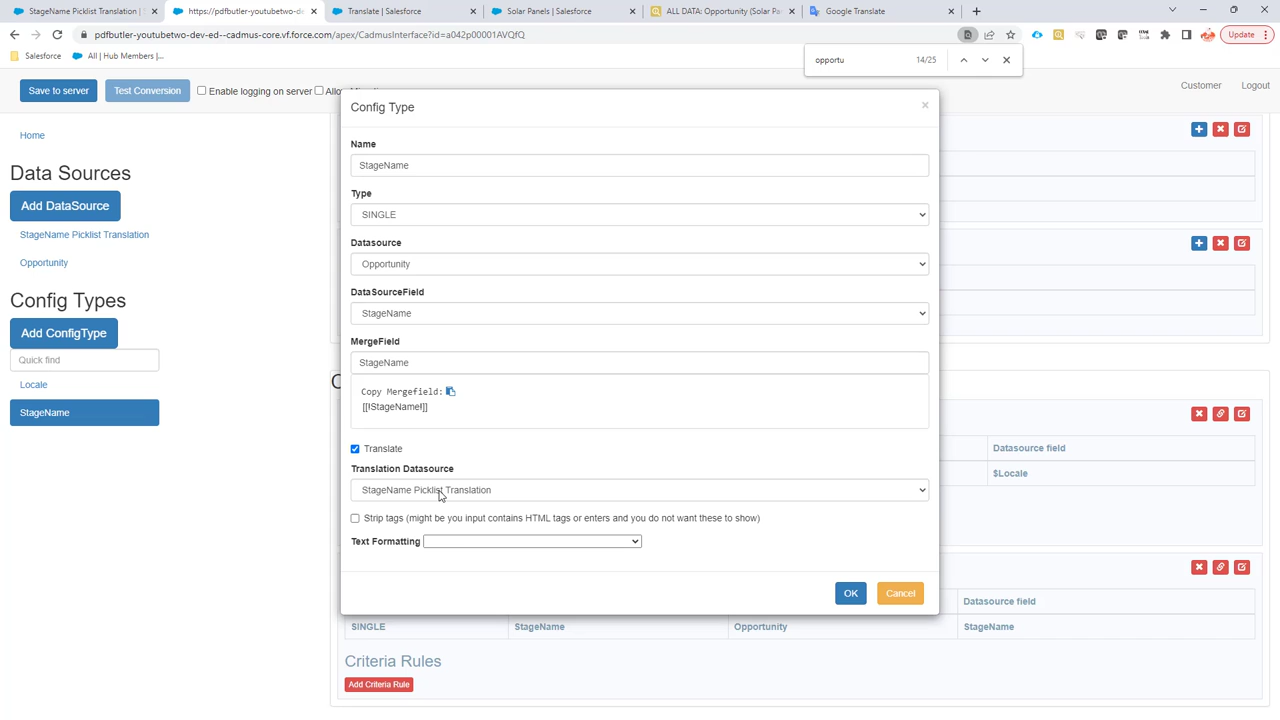 StageName Picklist Translation |
https://pdfbutler-youtubetwo-de
Translate | Salesforce
Solar Panels | Salesforce
ALL DATA: Opportunity (Solar Pa
Google Translate
pdfbutler-youtubetwo-dev-ed--cadmus-core.vf.force.com/apex/CadmusInterface?id=a042p00001AVQfQ
Update
Salesforce
All | Hub Members |...
opportu
14/25
Save to server
Test Conversion
Enable logging on server
Customer
Logout
Home
Data Sources
Add DataSource
StageName Picklist Translation
Opportunity
Config Types
Add ConfigType
Quick find
Locale
StageName
Config Type
×
Name
StageName
Type
SINGLE
Datasource
Opportunity
DataSourceField
StageName
MergeField
StageName
Copy Mergefield:
[[!StageName!]]
Translate
Translation Datasource
StageName Picklist Translation
Strip tags (might be you input contains HTML tags or enters and you do not want these to show)
Text Formatting
OK
Cancel
Datasource field
$Locale
Datasource field
SINGLE StageName Opportunity StageName
Criteria Rules
Add Criteria Rule